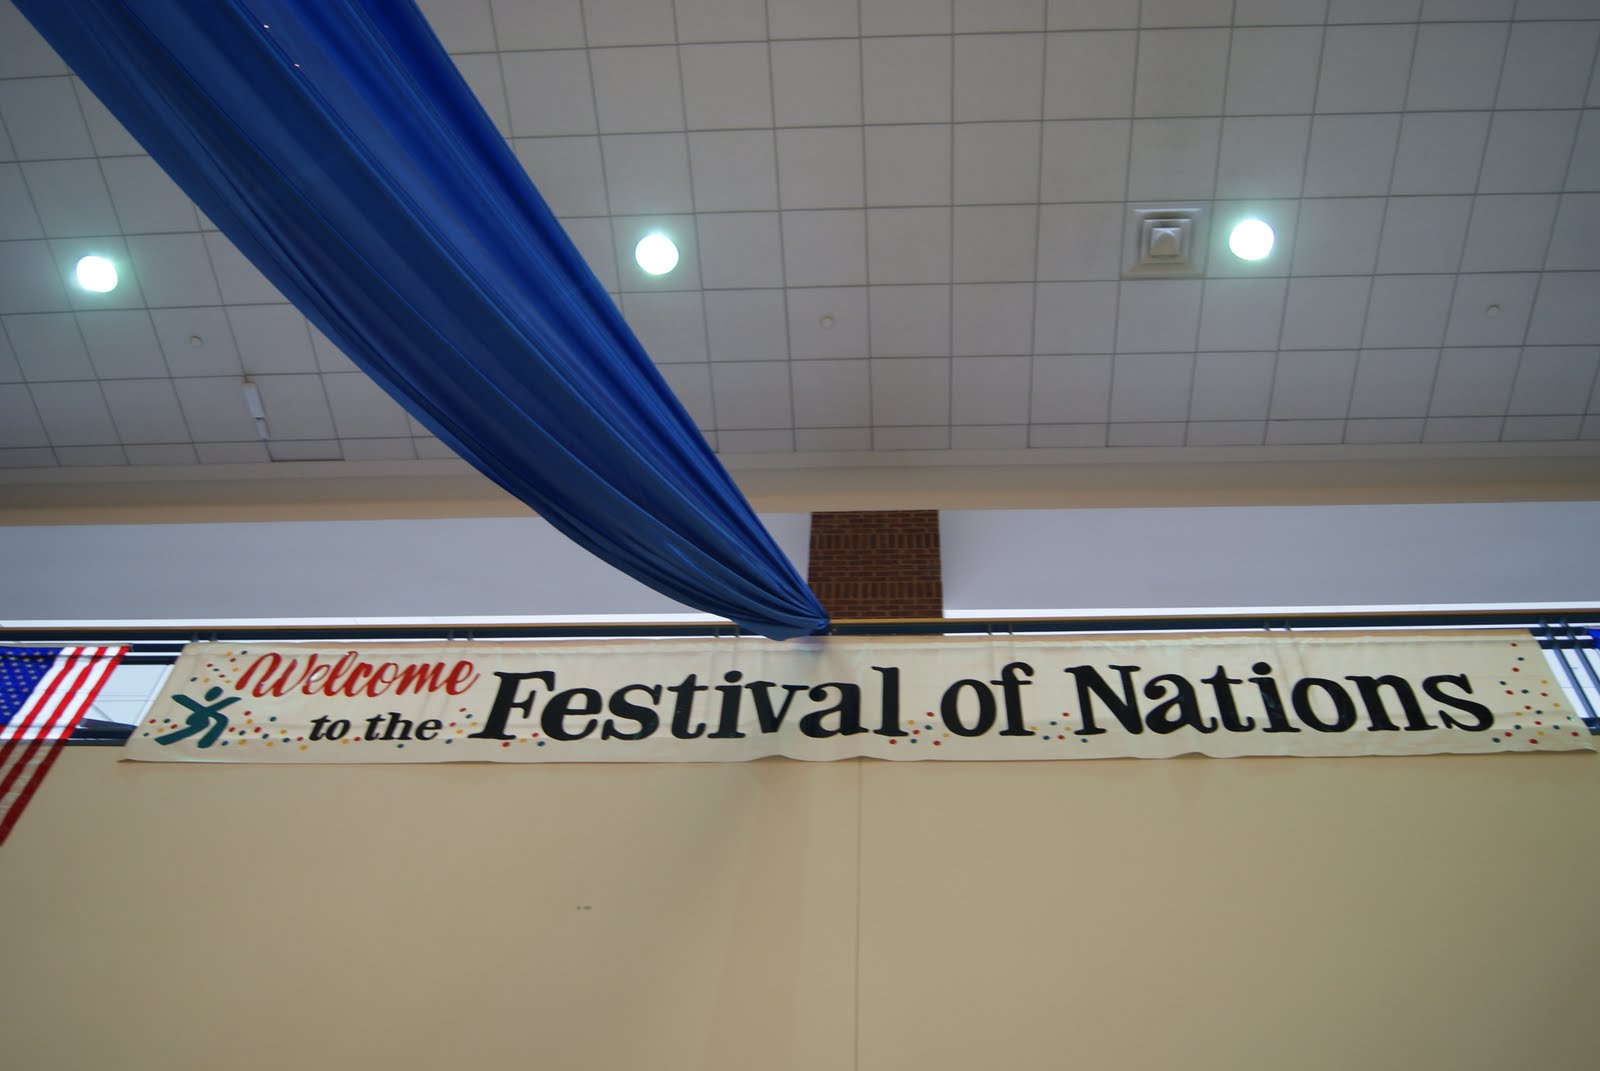 Welcome
to the Festival of Nations